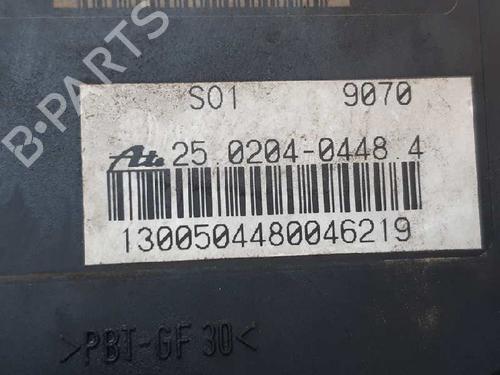 B-PARTS
S01 9070
Ate 25.0204-0448.4
1300504480046219
>PBT-GF 30<